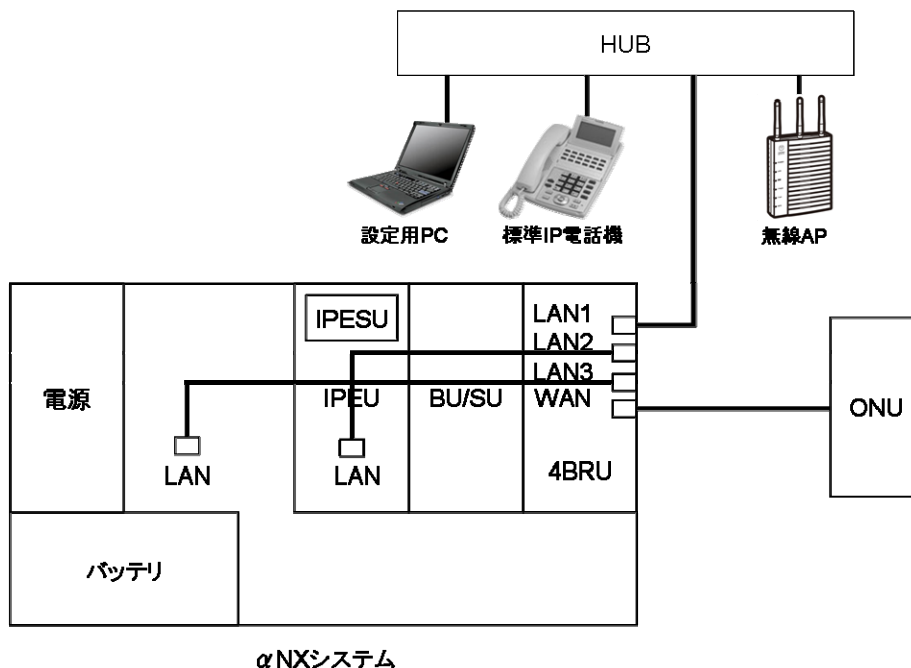 HUB
設定用PC
標準IP電話機
無線AP
IPESU
LAN1
LAN2
LAN3
WAN
電源
IPEU
BU/SU
ONU
LAN
LAN
4BRU
バッテリ
αNXシステム